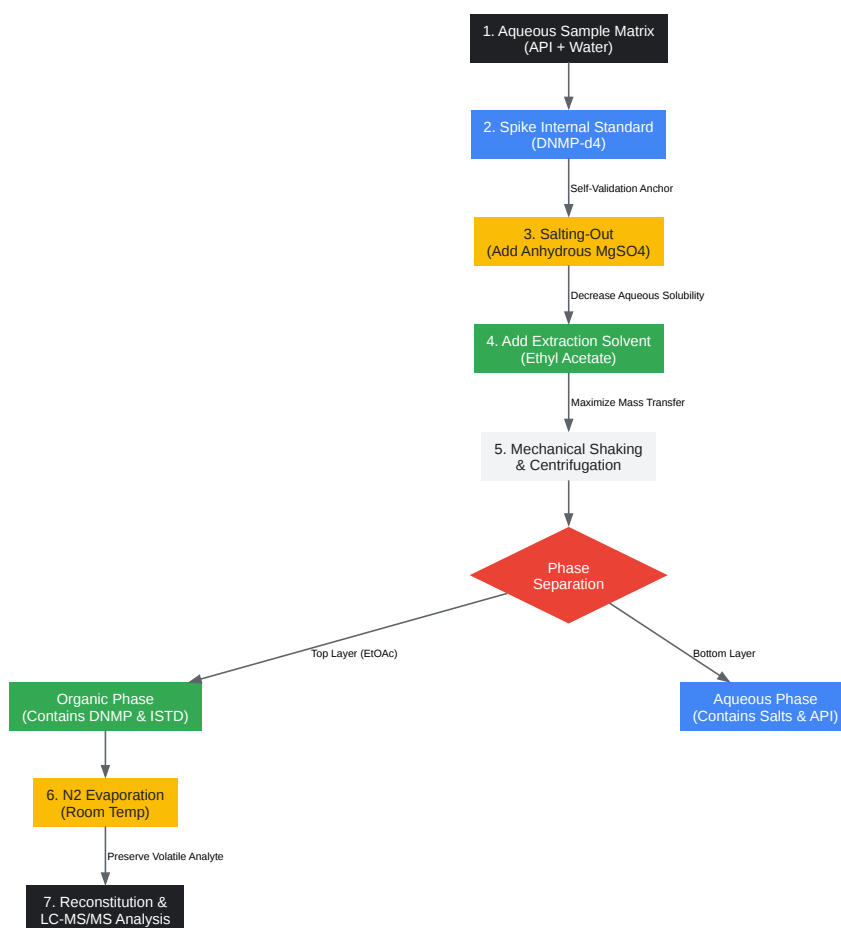 1. Aqueous Sample Matrix
(API + Water)
2. Spike Internal Standard
(DNMP-d4)
Self-Validation Anchor
3. Salting-Out
(Add Anhydrous MgSO4)
Decrease Aqueous Solubility
4. Add Extraction Solvent
(Ethyl Acetate)
Maximize Mass Transfer
5. Mechanical Shaking
& Centrifugation
Phase
Separation
Top Layer (EtOAc)
Bottom Layer
Organic Phase
(Contains DNMP & ISTD)
Aqueous Phase
(Contains Salts & API)
6. N2 Evaporation
(Room Temp)
Preserve Volatile Analyte
7. Reconstitution &
LC-MS/MS Analysis